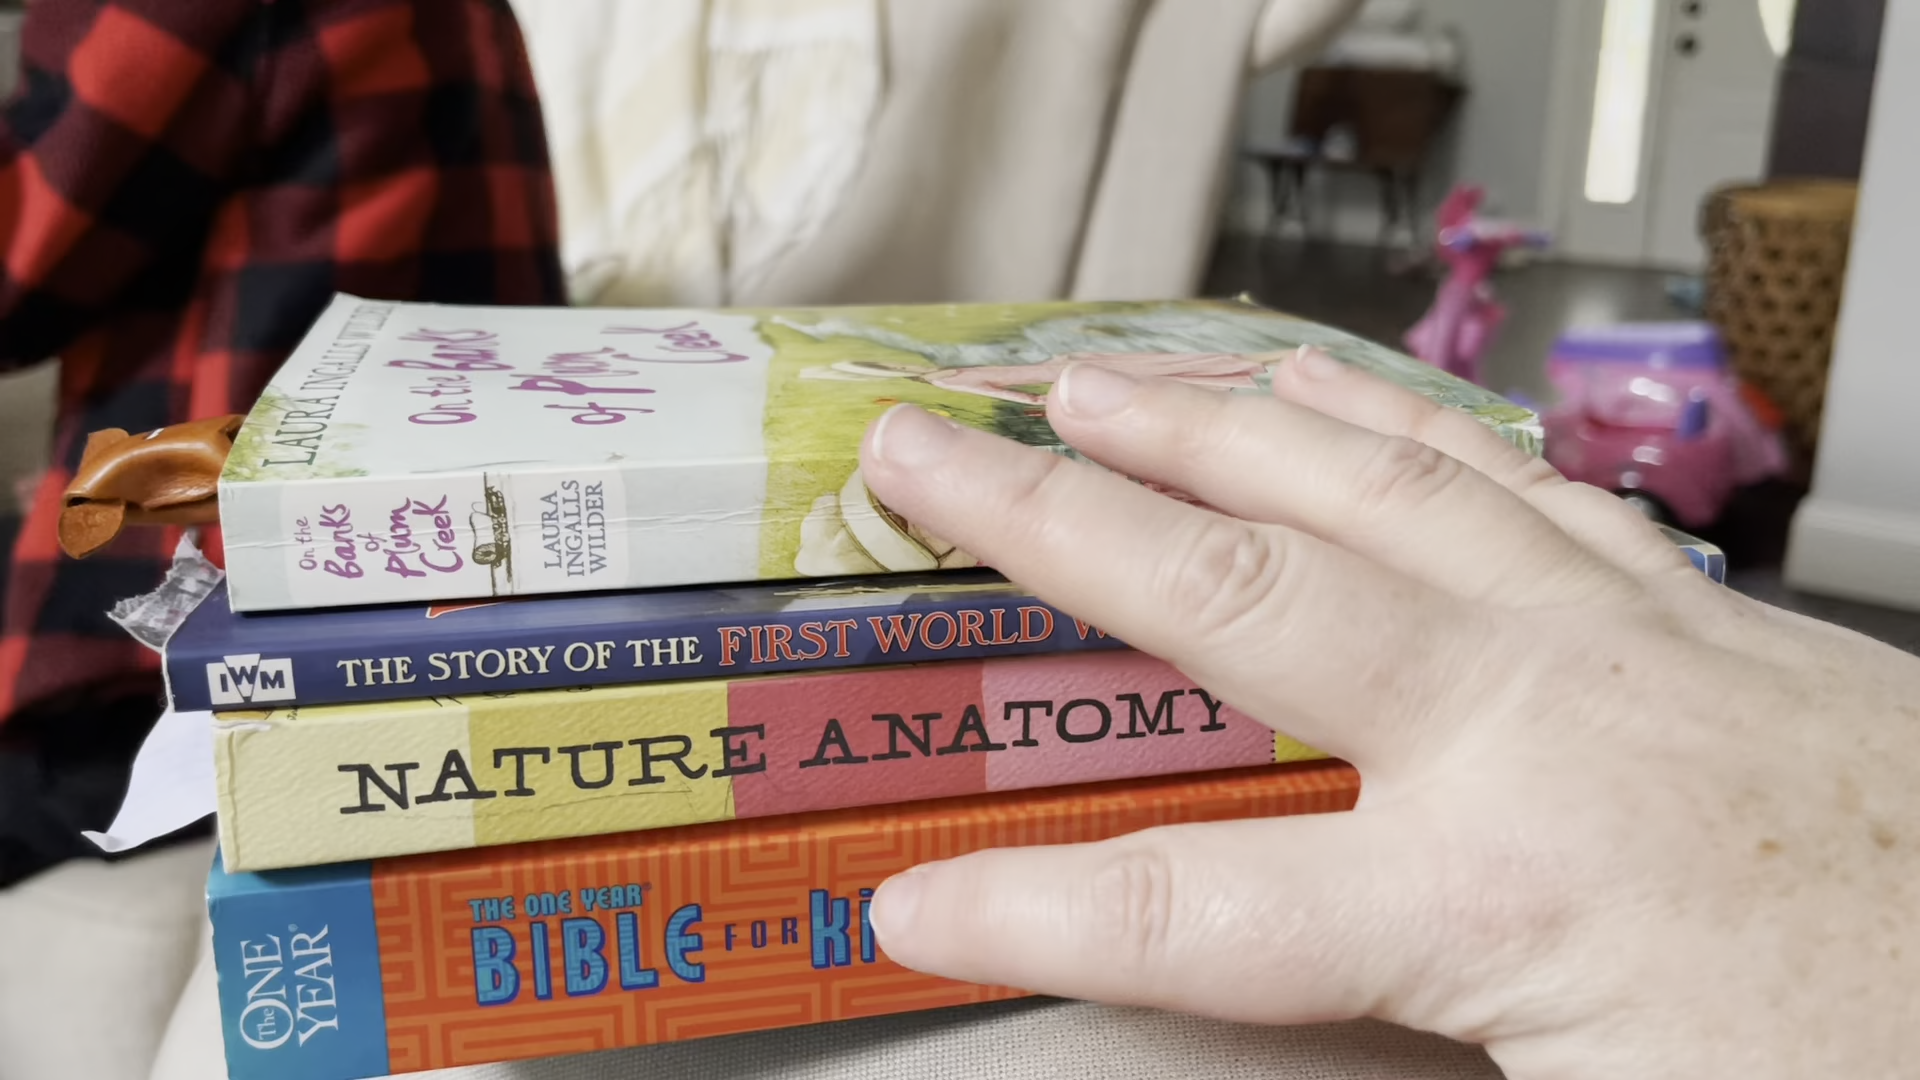 LAURA INGALLS WILDER
On the Banks
of Plum
Creek
On the
Banks
of
Plum
Creek
LAURA
INGALLS
WILDER
IWM
THE STORY OF THE FIRST WORLD W
NATURE ANATOMY
The ONE YEAR®
THE ONE YEAR®
BIBLE FOR Ki